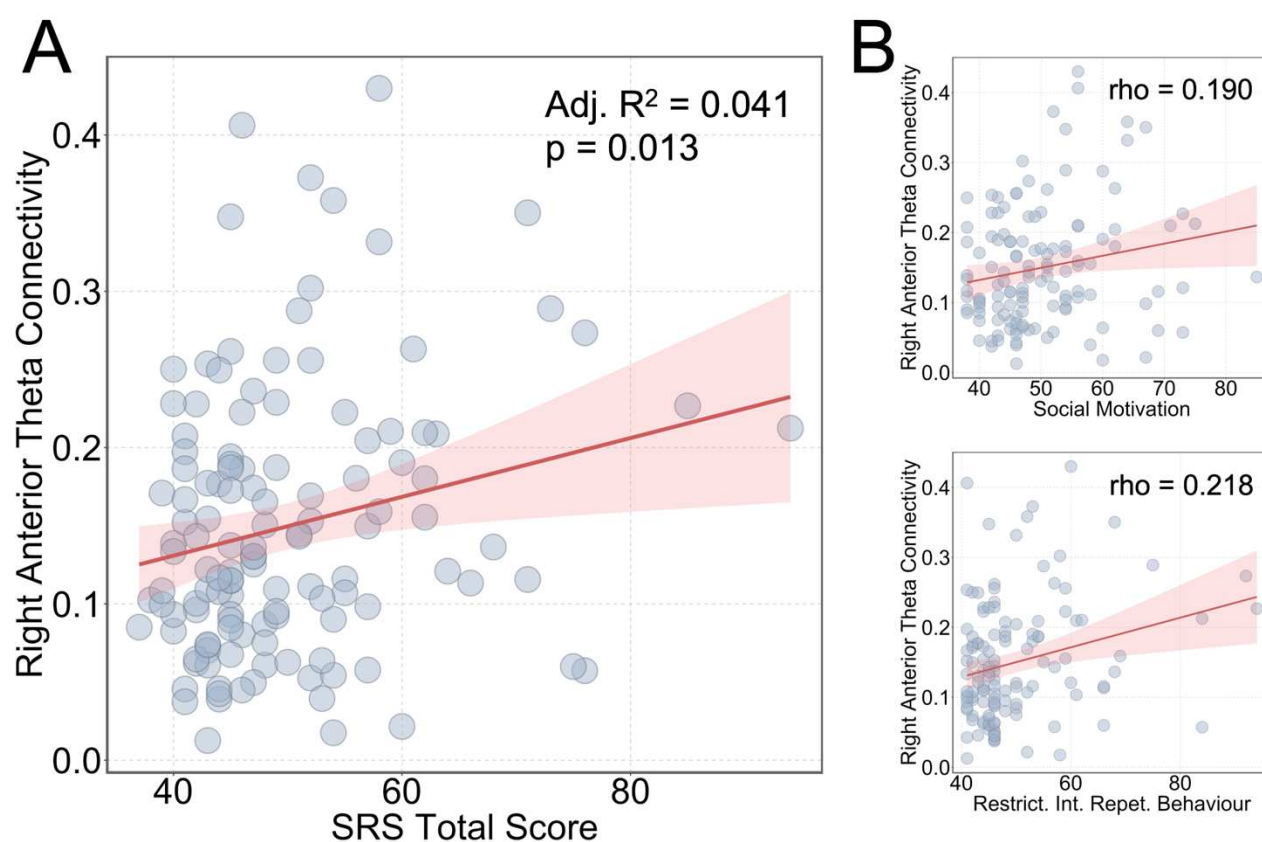 A
Adj. R² = 0.041
p = 0.013
Right Anterior Theta Connectivity
0.4
0.3
0.2
0.1
0.0
40 60 80
SRS Total Score
B
rho = 0.190
Right Anterior Theta Connectivity
0.4
0.3
0.2
0.1
0.0
40 50 60 70 80
Social Motivation
rho = 0.218
Right Anterior Theta Connectivity
0.4
0.3
0.2
0.1
0.0
40 60 80
Restrict. Int. Repet. Behaviour